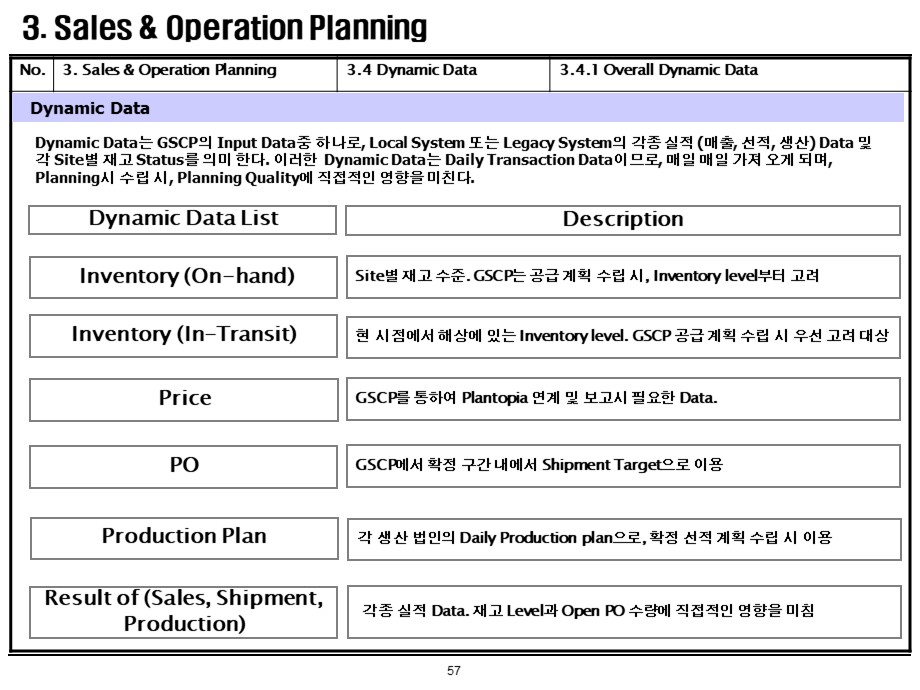 3. Sales & Operation Planning
No. 3. Sales & Operation Planning 3.4 Dynamic Data 3.4.1 Overall Dynamic Data
Dynamic Data
Dynamic Data는 GSCP의 Input Data중 하나로, Local System 또는 Legacy System의 각종 실적 (매출, 선적, 생산) Data 및
각 Site별 재고 Status를 의미 한다. 이러한 Dynamic Data는 Daily Transaction Data이므로, 매일 매일 가져 오게 되며,
Planning시 수립 시, Planning Quality에 직접적인 영향을 미친다.
Dynamic Data List Description
Inventory (On-hand) Site별 재고 수준. GSCP는 공급 계획 수립 시, Inventory level부터 고려
Inventory (In-Transit) 현 시점에서 해상에 있는 Inventory level. GSCP 공급 계획 수립 시 우선 고려 대상
Price GSCP를 통하여 Plantopia 연계 및 보고시 필요한 Data.
PO GSCP에서 확정 구간 내에서 Shipment Target으로 이용
Production Plan 각 생산 법인의 Daily Production plan으로, 확정 선적 계획 수립 시 이용
Result of (Sales, Shipment,
Production) 각종 실적 Data. 재고 Level과 Open PO 수량에 직접적인 영향을 미침
57